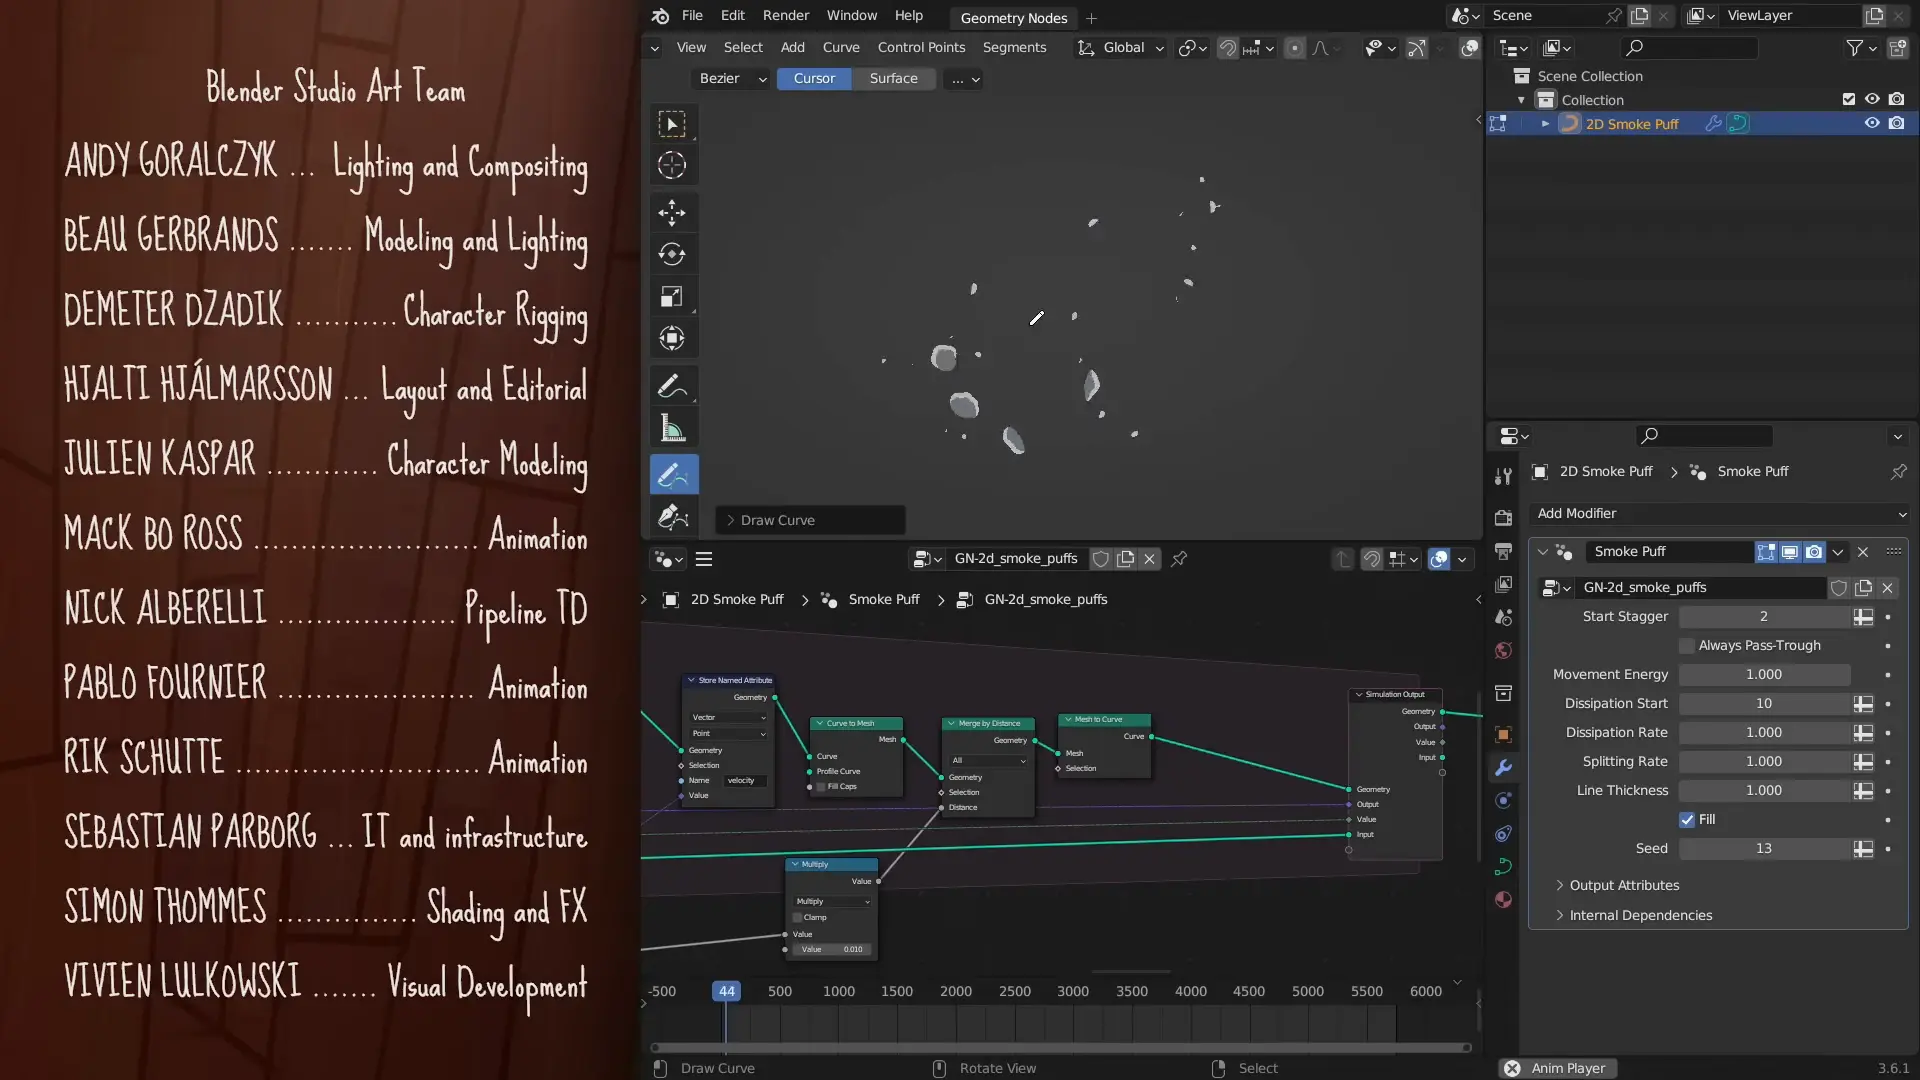 Blender Studio Art Team
ANDY GORALCZYK ... Lighting and Compositing
BEAU GERBRANDS ....... Modeling and Lighting
DEMETER DZADIK ........... Character Rigging
HJALTI HJÁLMARSSON ... Layout and Editorial
JULIEN KASPAR ............ Character Modeling
MACK BO ROSS ......................... Animation
NICK ALBERELLI .................... Pipeline TD
PABLO FOURNIER ...................... Animation
RIK SCHUTTE ........................... Animation
SEBASTIAN PARBORG ... IT and infrastructure
SIMON THOMMES ............... Shading and FX
VIVIEN LULKOWSKI ....... Visual Development
File Edit Render Window Help Geometry Nodes +
Scene ViewLayer
View Select Add Curve Control Points Segments Global
Bezier Cursor Surface ...
Scene Collection
Collection
2D Smoke Puff
Draw Curve
GN-2d_smoke_puffs
2D Smoke Puff > Smoke Puff > GN-2d_smoke_puffs
Store Named Attribute
Geometry
Vector
Point
Geometry
Selection
Name velocity
Value
Curve to Mesh
Mesh
Curve
Profile Curve
Fill Caps
Merge by Distance
Geometry
All
Geometry
Selection
Distance
Mesh to Curve
Curve
Mesh
Selection
Multiply
Value
Multiply
Clamp
Value
Value 0.010
Simulation Output
Geometry
Output
Value
Input
Geometry
Output
Value
Input
-500 44 500 1000 1500 2000 2500 3000 3500 4000 4500 5000 5500 6000
2D Smoke Puff > Smoke Puff
Add Modifier
Smoke Puff
GN-2d_smoke_puffs
Start Stagger 2
Always Pass-Trough
Movement Energy 1.000
Dissipation Start 10
Dissipation Rate 1.000
Splitting Rate 1.000
Line Thickness 1.000
Fill
Seed 13
Output Attributes
Internal Dependencies
Draw Curve Rotate View Select Anim Player 3.6.1